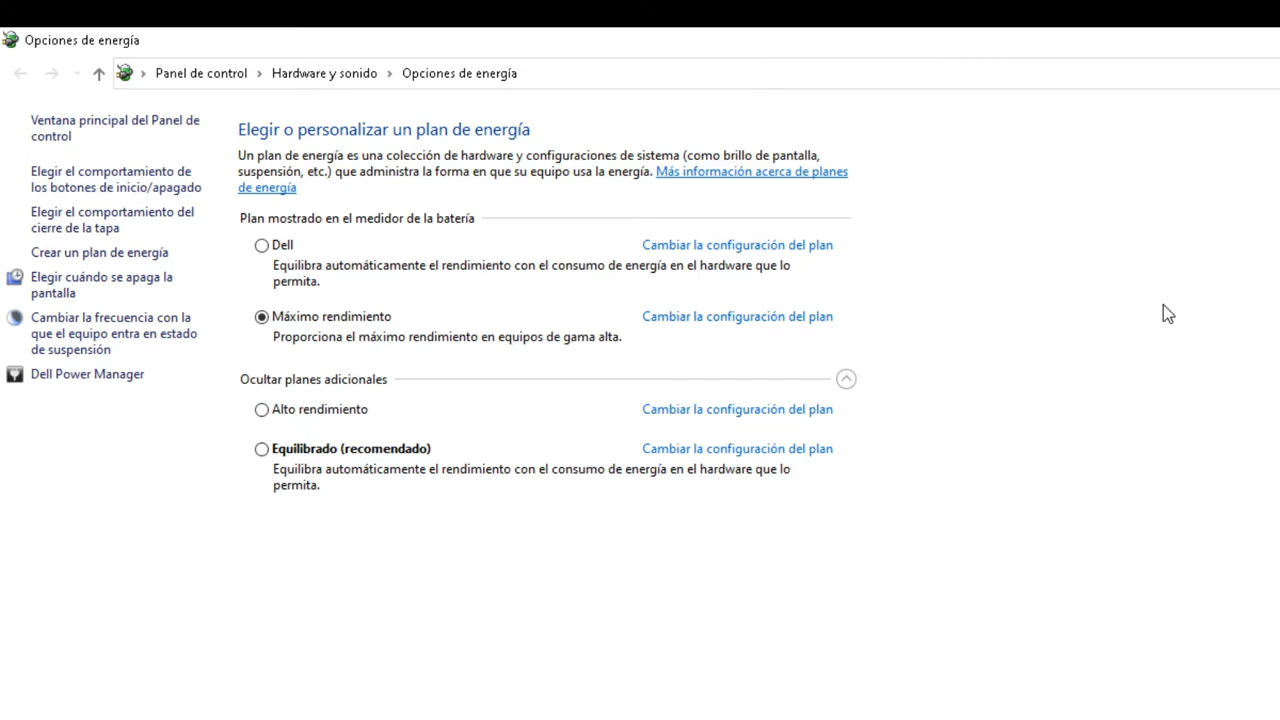 Opciones de energía
Panel de control > Hardware y sonido > Opciones de energía
Ventana principal del Panel de
control
Elegir el comportamiento de
los botones de inicio/apagado
Elegir el comportamiento del
cierre de la tapa
Crear un plan de energía
Elegir cuándo se apaga la
pantalla
Cambiar la frecuencia con la
que el equipo entra en estado
de suspensión
Dell Power Manager
Elegir o personalizar un plan de energía
Un plan de energía es una colección de hardware y configuraciones de sistema (como brillo de pantalla,
suspensión, etc.) que administra la forma en que su equipo usa la energía. Más información acerca de planes
de energía
Plan mostrado en el medidor de la batería
Dell Cambiar la configuración del plan
Equilibra automáticamente el rendimiento con el consumo de energía en el hardware que lo
permita.
Máximo rendimiento Cambiar la configuración del plan
Proporciona el máximo rendimiento en equipos de gama alta.
Ocultar planes adicionales
Alto rendimiento Cambiar la configuración del plan
Equilibrado (recomendado) Cambiar la configuración del plan
Equilibra automáticamente el rendimiento con el consumo de energía en el hardware que lo
permita.